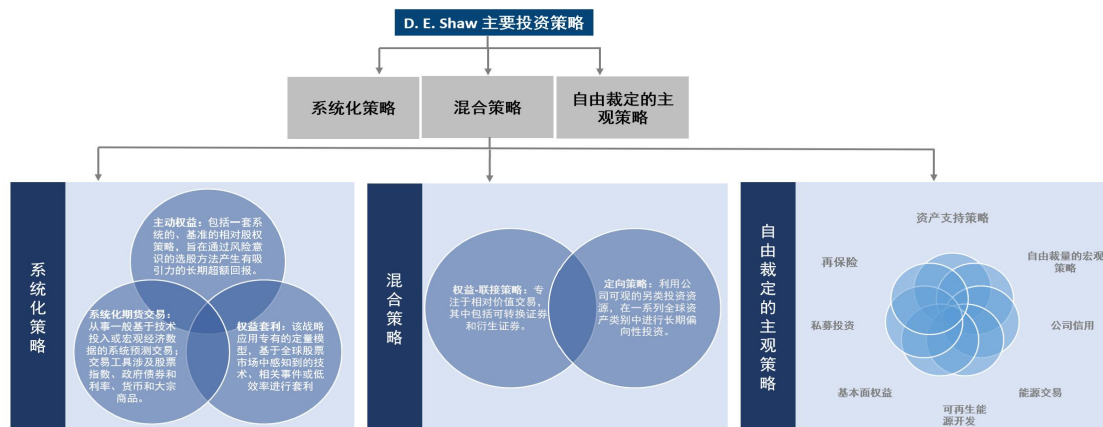 D. E. Shaw 主要投资策略
系统化策略
混合策略
自由裁定的主
观策略
系统化策略
主动权益：包括一套系
统的、基准的相对股权
策略，旨在通过风险意
识的选股方法产生有吸
引力的长期超额回报。
系统化期货交易：
从事一般基于技术
投入或宏观经济数
据的系统预测交易；
交易工具涉及股票
指数、政府债券和
利率、货币和大宗
商品。
权益套利：该战略
应用专有的定量模
型，基于全球股票
市场中感知到的技
术、相关事件或低
效率进行套利
混合策略
权益-联接策略：专
注于相对价值交易，
其中包括可转换证券
和衍生证券。
定向策略：利用公
司可观的另类投资资
源，在一系列全球资
产类别中进行长期偏
向性投资。
自由裁定的主观策略
资产支持策略
自由裁量的宏观
策略
公司信用
能源交易
可再生能
源开发
基本面权益
私募投资
再保险